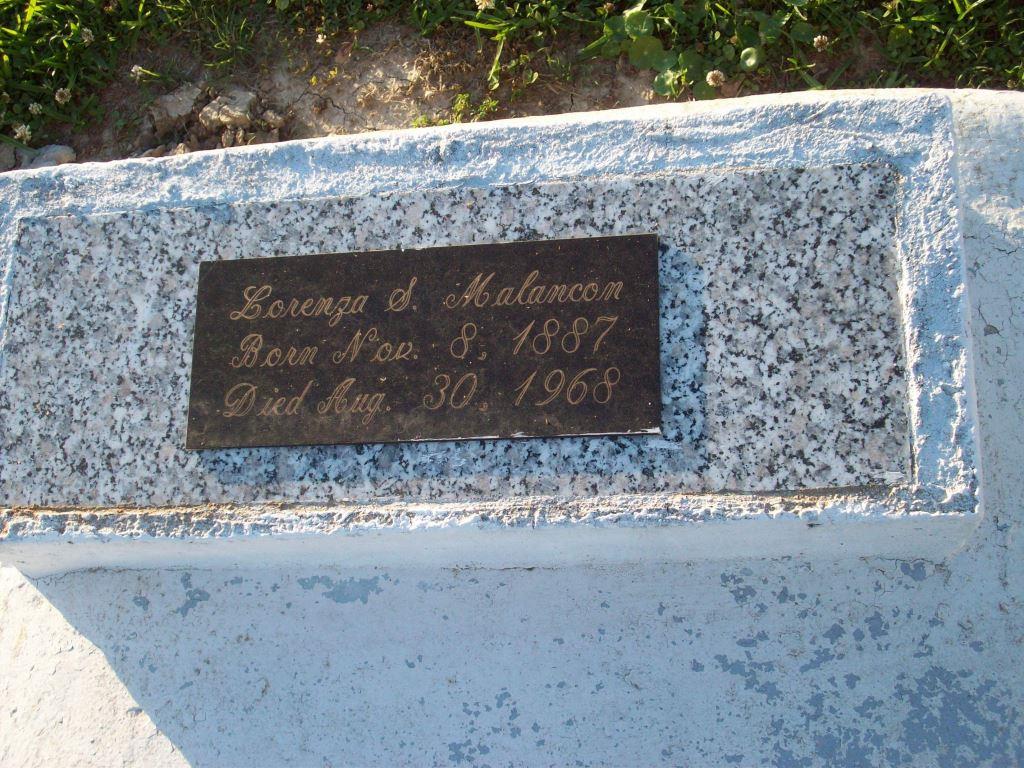 Lorenza S. Malancon
Born Nov. 8, 1887
Died Aug. 30, 1968